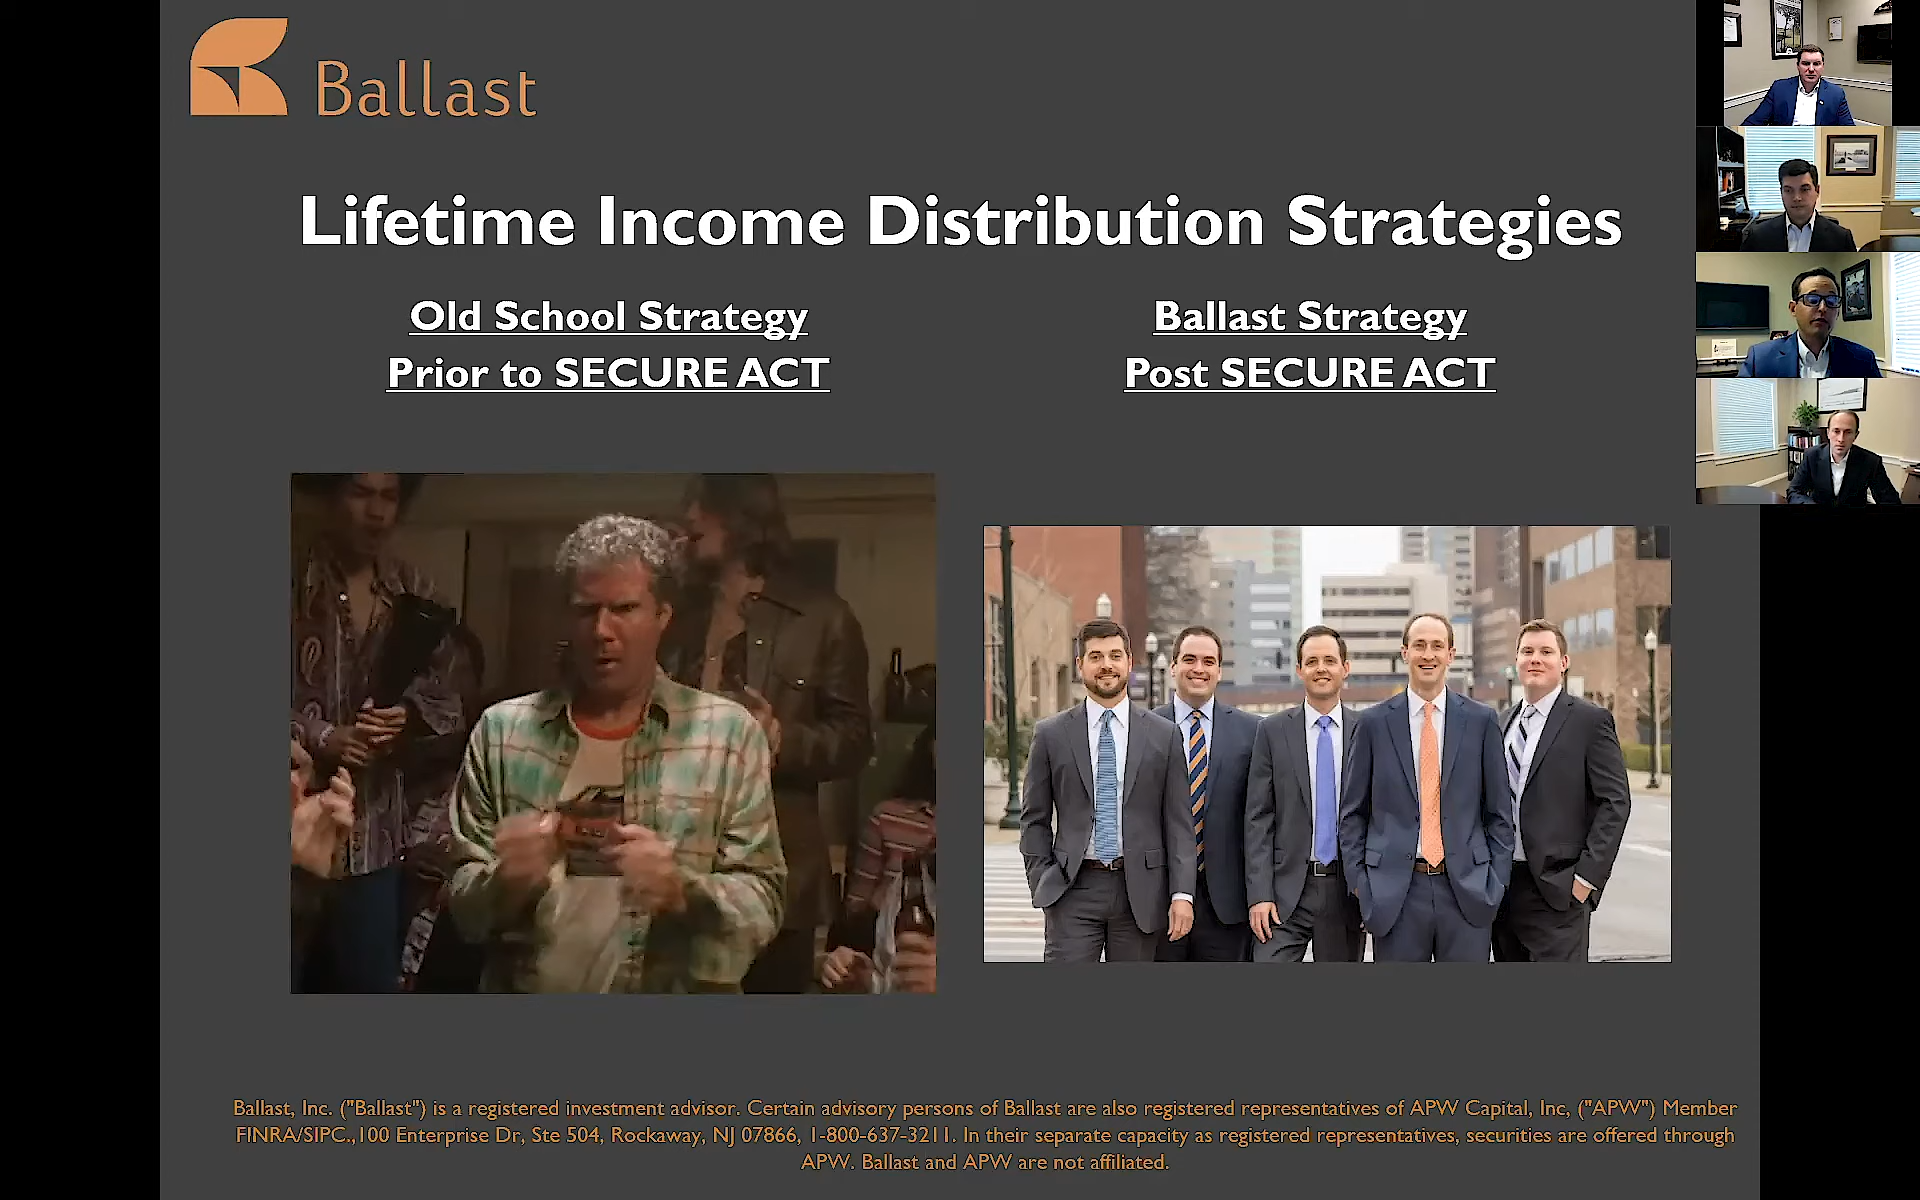 Ballast
Lifetime Income Distribution Strategies
Old School Strategy
Prior to SECURE ACT
Ballast Strategy
Post SECURE ACT
Ballast, Inc. ("Ballast") is a registered investment advisor. Certain advisory persons of Ballast are also registered representatives of APW Capital, Inc, ("APW") Member
FINRA/SIPC.,100 Enterprise Dr, Ste 504, Rockaway, NJ 07866, 1-800-637-3211. In their separate capacity as registered representatives, securities are offered through
APW. Ballast and APW are not affiliated.